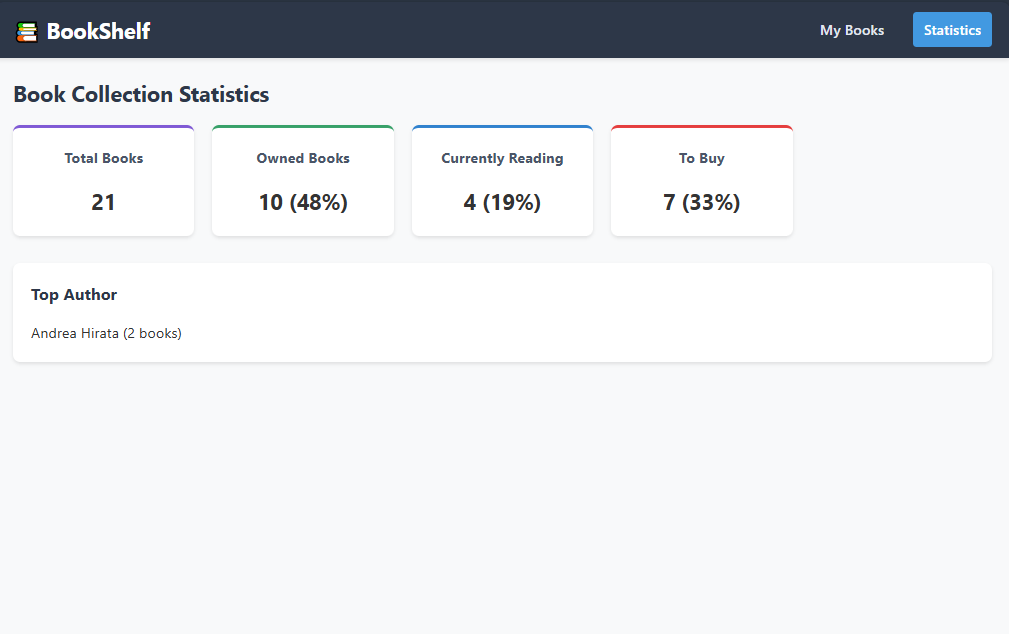 BookShelf
My Books
Statistics
Book Collection Statistics
Total Books
21
Owned Books
10 (48%)
Currently Reading
4 (19%)
To Buy
7 (33%)
Top Author
Andrea Hirata (2 books)